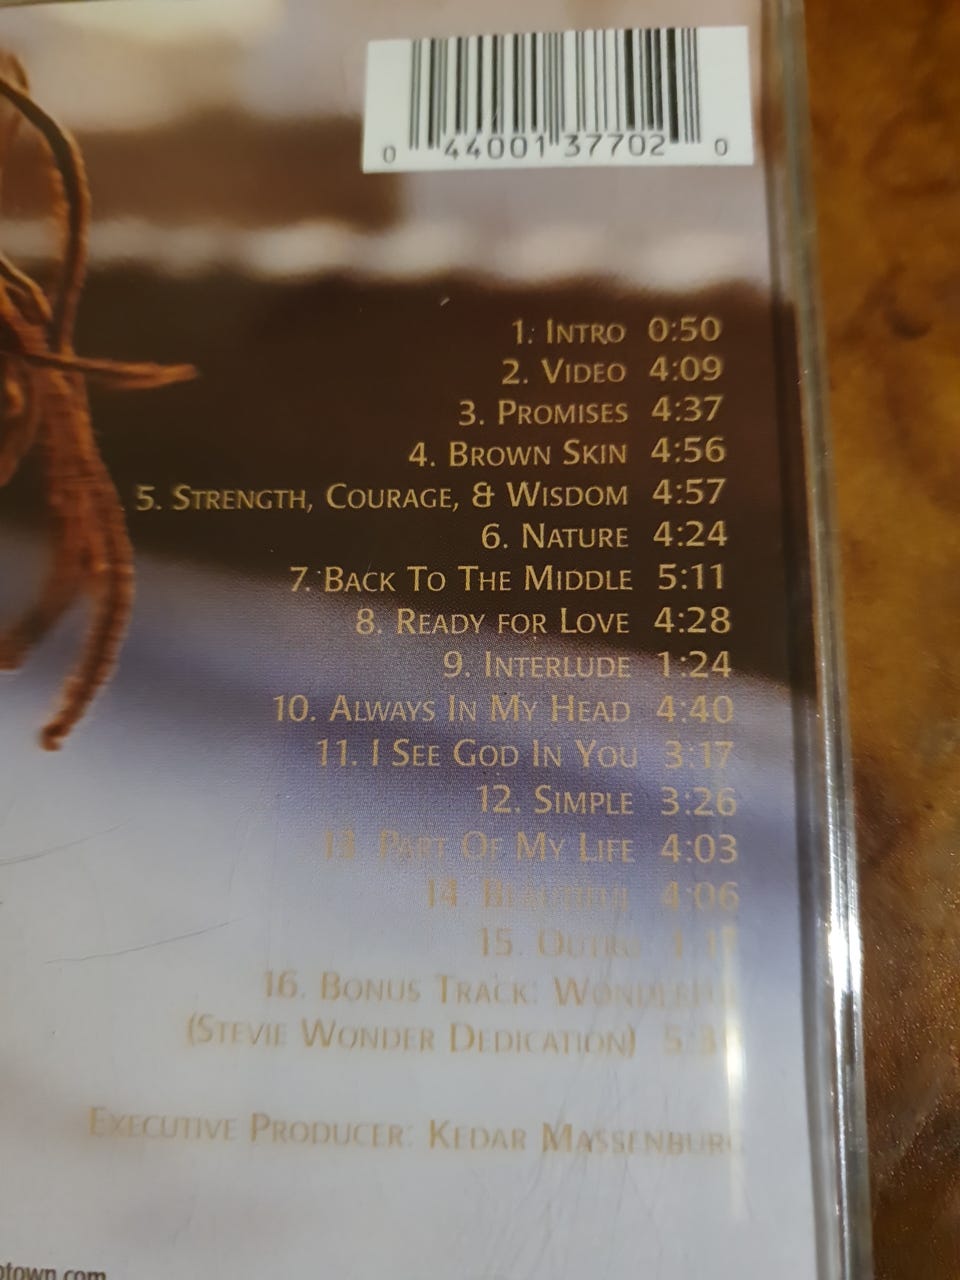 0 44001 37702 0
1. INTRO 0:50
2. VIDEO 4:09
3. PROMISES 4:37
4. BROWN SKIN 4:56
5. STRENGTH, COURAGE, & WISDOM 4:57
6. NATURE 4:24
7. BACK TO THE MIDDLE 5:11
8. READY FOR LOVE 4:28
9. INTERLUDE 1:24
10. ALWAYS IN MY HEAD 4:40
11. I SEE GOD IN YOU 3:17
12. SIMPLE 3:26
13. PART OF MY LIFE 4:03
14. BEAUTIFUL 4:06
15. OUTRO
16. BONUS TRACK:
(STEVIE WONDER DEDICATION)
EXECUTIVE PRODUCER: KEDAR MASSENBURG